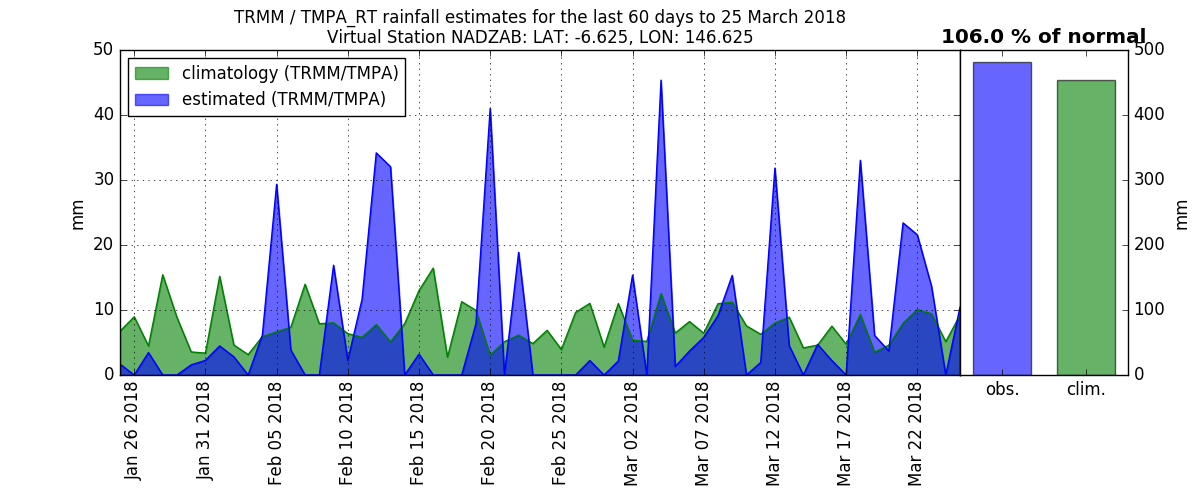 TRMM / TMPA_RT rainfall estimates for the last 60 days to 25 March 2018
Virtual Station NADZAB: LAT: -6.625, LON: 146.625
106.0 % of normal
climatology (TRMM/TMPA)
estimated (TRMM/TMPA)
50
40
30
20
10
0
mm
Jan 26 2018
Jan 31 2018
Feb 05 2018
Feb 10 2018
Feb 15 2018
Feb 20 2018
Feb 25 2018
Mar 02 2018
Mar 07 2018
Mar 12 2018
Mar 17 2018
Mar 22 2018
obs.
clim.
500
400
300
200
100
0
mm